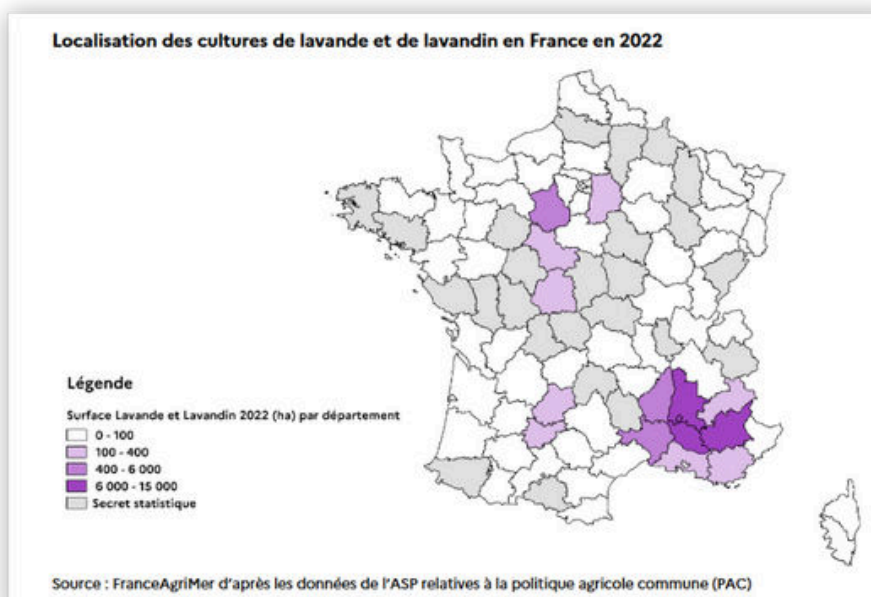 Localisation des cultures de lavande et de lavandin en France en 2022
Légende
Surface Lavande et Lavandin 2022 (ha) par département
0 - 100
100 - 400
400 - 6 000
6 000 - 15 000
Secret statistique
Source : FranceAgriMer d'après les données de l'ASP relatives à la politique agricole commune (PAC)